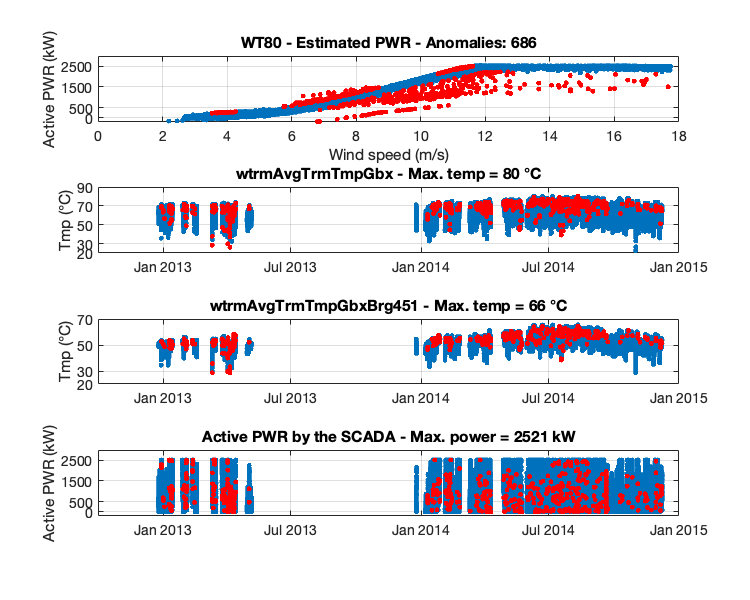 WT80 - Estimated PWR - Anomalies: 686
Active PWR (kW)
2500
1500
500
0
0 2 4 6 8 10 12 14 16 18
Wind speed (m/s)
wtrmAvgTrmTmpGbx - Max. temp = 80 °C
Tmp (°C)
90
70
50
30
20
Jan 2013 Jul 2013 Jan 2014 Jul 2014 Jan 2015
wtrmAvgTrmTmpGbxBrg451 - Max. temp = 66 °C
Tmp (°C)
70
50
30
20
Jan 2013 Jul 2013 Jan 2014 Jul 2014 Jan 2015
Active PWR by the SCADA - Max. power = 2521 kW
Active PWR (kW)
2500
1500
500
0
Jan 2013 Jul 2013 Jan 2014 Jul 2014 Jan 2015